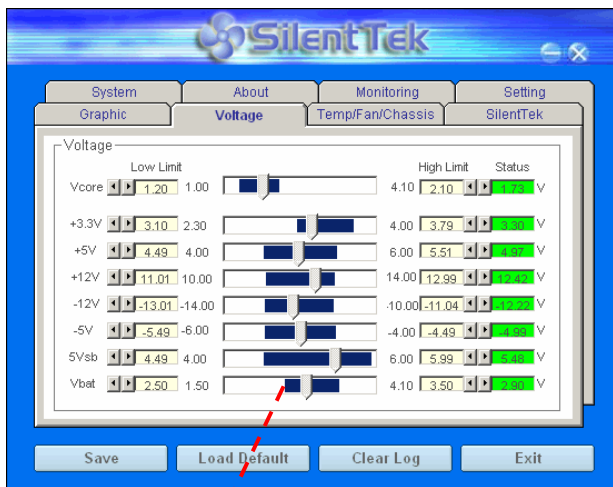 SilentTek
System About Monitoring Setting
Graphic Voltage Temp/Fan/Chassis SilentTek
Voltage
Low Limit High Limit Status
Vcore 1.20 1.00 4.10 2.10 1.73 V
+3.3V 3.10 2.30 4.00 3.79 3.30 V
+5V 4.49 4.00 6.00 5.51 4.97 V
+12V 11.01 10.00 14.00 12.99 12.42 V
-12V -13.01 -14.00 -10.00 -11.04 -12.22 V
-5V -5.49 -6.00 -4.00 -4.49 -4.99 V
5Vsb 4.49 4.00 6.00 5.99 5.48 V
Vbat 2.50 1.50 4.10 3.50 2.90 V
Save Load Default Clear Log Exit